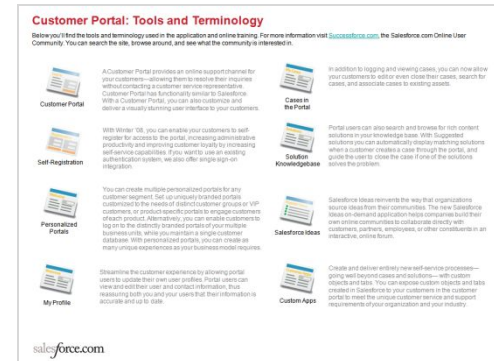 Customer Portal: Tools and Terminology
Below you'll find the tools and terminology used in the application and online training. For more information visit Successforce.com, the Salesforce.com Online User
Community. You can search the site, browse around, and see what the community is interested in.
Customer Portal
A Customer Portal provides an online support channel for
your customers—allowing them to resolve their inquiries
without contacting a customer service representative.
Customer Portal has functionality similar to Salesforce.
With a Customer Portal, you can also customize and
deliver a visually stunning user interface to your customers.
Self-Registration
With Winter '08, you can enable your customers to self-
register for access to the portal, increasing administrative
productivity and improving customer loyalty by increasing
self-service capabilities. If you want to use an existing
authentication system, we also offer single sign-on
integration.
Personalized
Portals
You can create multiple personalized portals for any
customer segment. Set up uniquely branded portals
customized to the needs of distinct customer groups or VIP
customers, or product-specific portals to engage customers
of each product. Alternatively, you can enable customers to
log on to the distinctly branded portals of your multiple
business units, while you maintain a single customer
database. With personalized portals, you can create as
many unique experiences as your business model requires.
My Profile
Streamline the customer experience by allowing portal
users to update their own user profiles. Portal users can
view and edit their user and contact information, thus
reassuring both you and your users that their information is
accurate and up to date.
Cases in
the Portal
In addition to logging and viewing cases, you can now allow
your customers to edit or even close their cases, search for
cases, and associate cases to existing assets.
Solution
Knowledgebase
Portal users can also search and browse for rich content
solutions in your knowledge base. With Suggested
solutions you can automatically display matching solutions
when a customer creates a case through the portal, and
guide the user to close the case if one of the solutions
solves the problem.
Salesforce Ideas
Salesforce Ideas reinvents the way that organizations
source ideas from their communities. The new Salesforce
Ideas on-demand application helps companies build their
own online communities to collaborate directly with
customers, partners, employees, or other constituents in an
interactive, online forum.
Custom Apps
Create and deliver entirely new self-service processes—
going well beyond cases and solutions— with custom
objects and tabs. You can expose custom objects and tabs
created in Salesforce to your customers in the customer
portal to meet the unique customer service and support
requirements of your organization and your industry.
salesforce.com